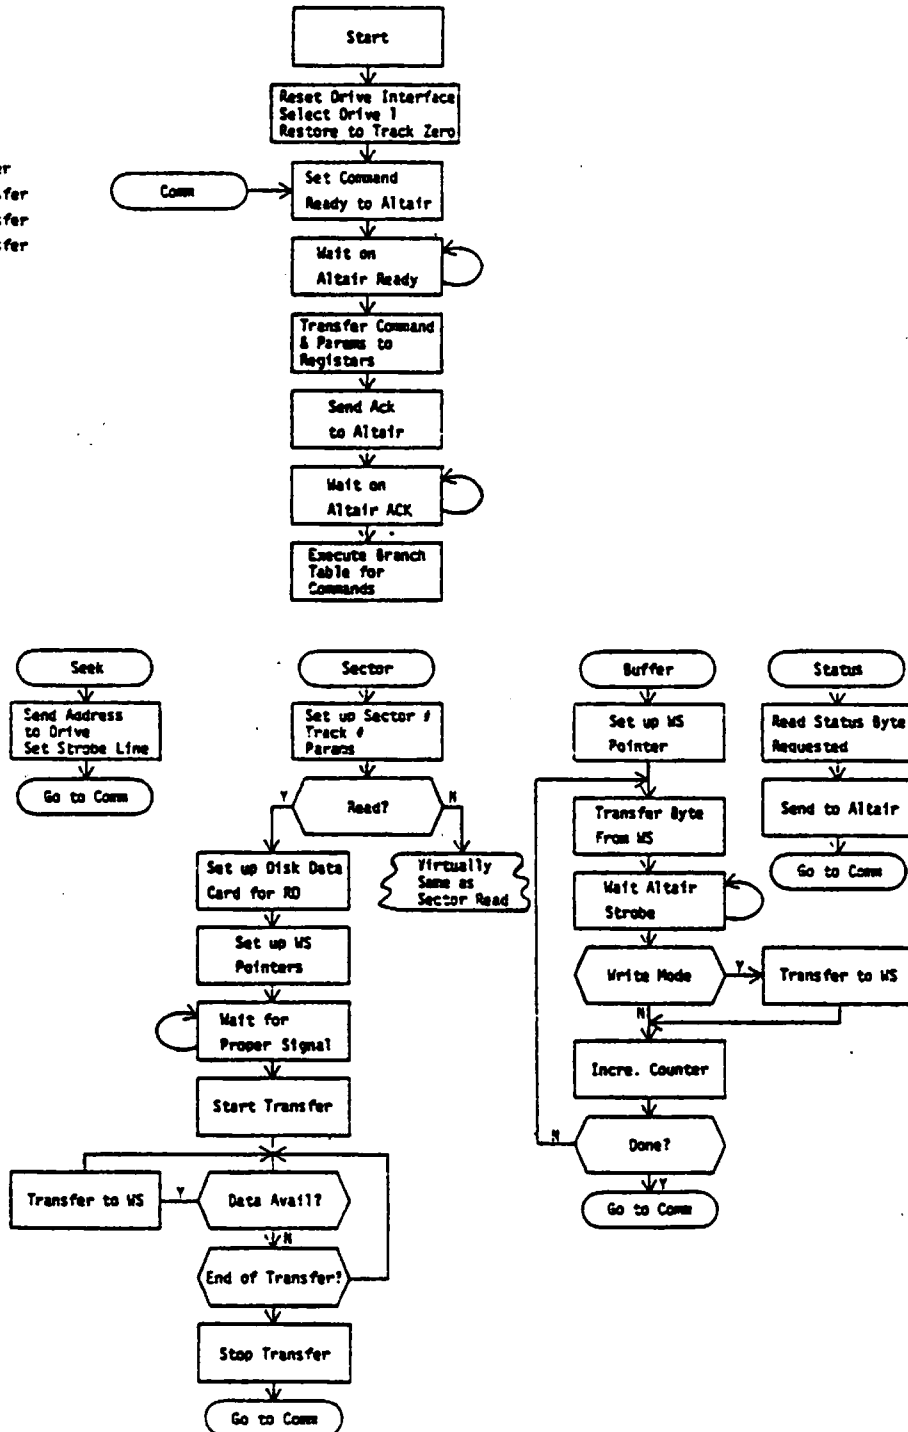 Start
Reset Drive Interface
Select Drive 1
Restore to Track Zero
er
sfer
sfer
sfer
Comm
Set Command
Ready to Altair
Wait on
Altair Ready
Transfer Command
& Params to
Registers
Send Ack
to Altair
Wait on
Altair ACK
Execute Branch
Table for
Commands
Seek
Send Address
to Drive
Set Strobe Line
Go to Comm
Sector
Set up Sector #
Track #
Params
Read?
Y
N
Set up Disk Data
Card for RD
Virtually
Same as
Sector Read
Set up WS
Pointers
Wait for
Proper Signal
Start Transfer
Transfer to WS
Y
Data Avail?
N
End of Transfer?
Stop Transfer
Go to Comm
Buffer
Set up WS
Pointer
Transfer Byte
From WS
Wait Altair
Strobe
Write Mode
Y
Transfer to WS
N
Incre. Counter
N
Done?
Y
Go to Comm
Status
Read Status Byte
Requested
Send to Altair
Go to Comm